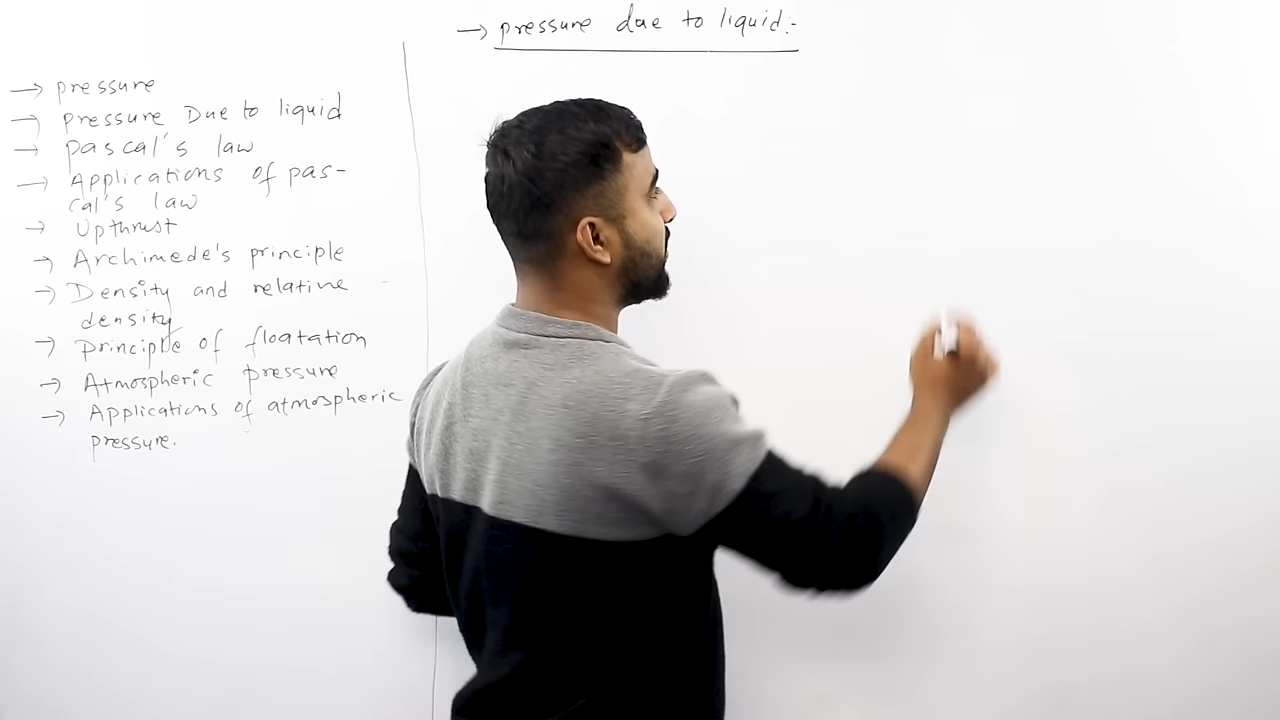 → pressure due to liquid:-
→ pressure
→ pressure Due to liquid
→ pascal's law
→ Applications of pas-
cal's law
→ Upthrust
→ Archimede's principle
→ Density and relative
density
→ principle of floatation
→ Atmospheric pressure
→ Applications of atmospheric
pressure.